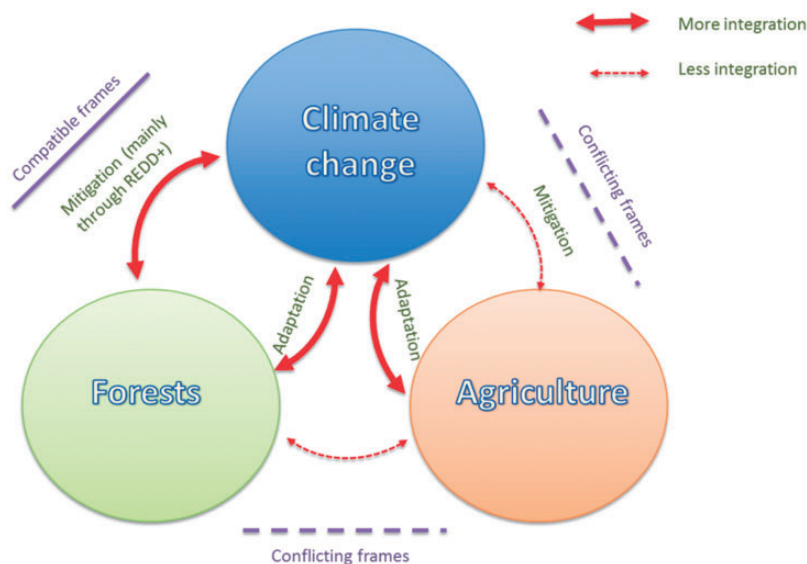 More integration
Less integration
Climate
change
Compatible frames
Mitigation (mainly
through REDD+)
Conflicting frames
Mitigation
Adaptation
Adaptation
Forests
Agriculture
Conflicting frames